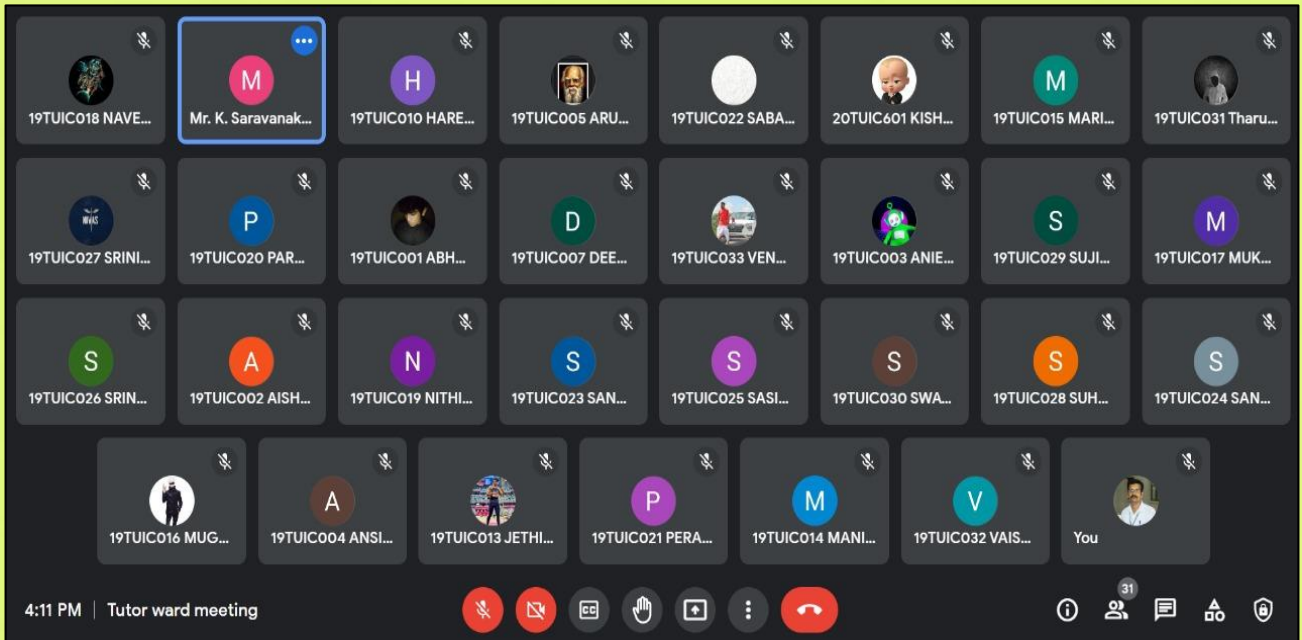 19TUIC018 NAVE...
M
Mr. K. Saravanak...
H
19TUIC010 HARE...
19TUIC005 ARU...
19TUIC022 SABA...
20TUIC601 KISH...
M
19TUIC015 MARI...
19TUIC031 Tharu...
NIWAS
19TUIC027 SRINI...
P
19TUIC020 PAR...
19TUIC001 ABH...
D
19TUIC007 DEE...
19TUIC033 VEN...
19TUIC003 ANIE...
S
19TUIC029 SUJI...
M
19TUIC017 MUK...
S
19TUIC026 SRIN...
A
19TUIC002 AISH...
N
19TUIC019 NITHI...
S
19TUIC023 SAN...
S
19TUIC025 SASI...
S
19TUIC030 SWA...
S
19TUIC028 SUH...
S
19TUIC024 SAN...
19TUIC016 MUG...
A
19TUIC004 ANSI...
19TUIC013 JETHI...
P
19TUIC021 PERA...
M
19TUIC014 MANI...
V
19TUIC032 VAIS...
You
4:11 PM | Tutor ward meeting
CC
31